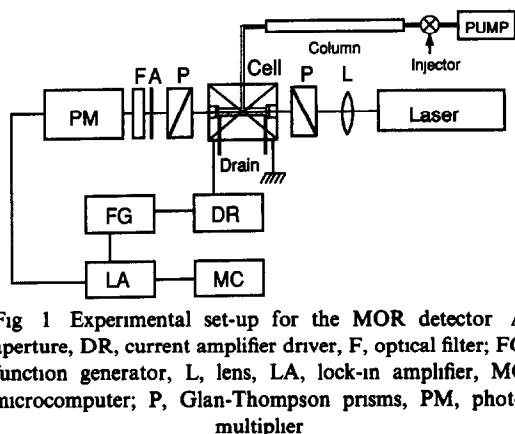 PUMP
Column
Injector
F A P Cell P L
PM
Laser
Drain
FG
DR
LA
MC
Fig 1 Experimental set-up for the MOR detector A
aperture, DR, current amplifier driver, F, optical filter; FG
function generator, L, lens, LA, lock-in amplifier, MC
microcomputer; P, Glan-Thompson prisms, PM, photo
multiplier